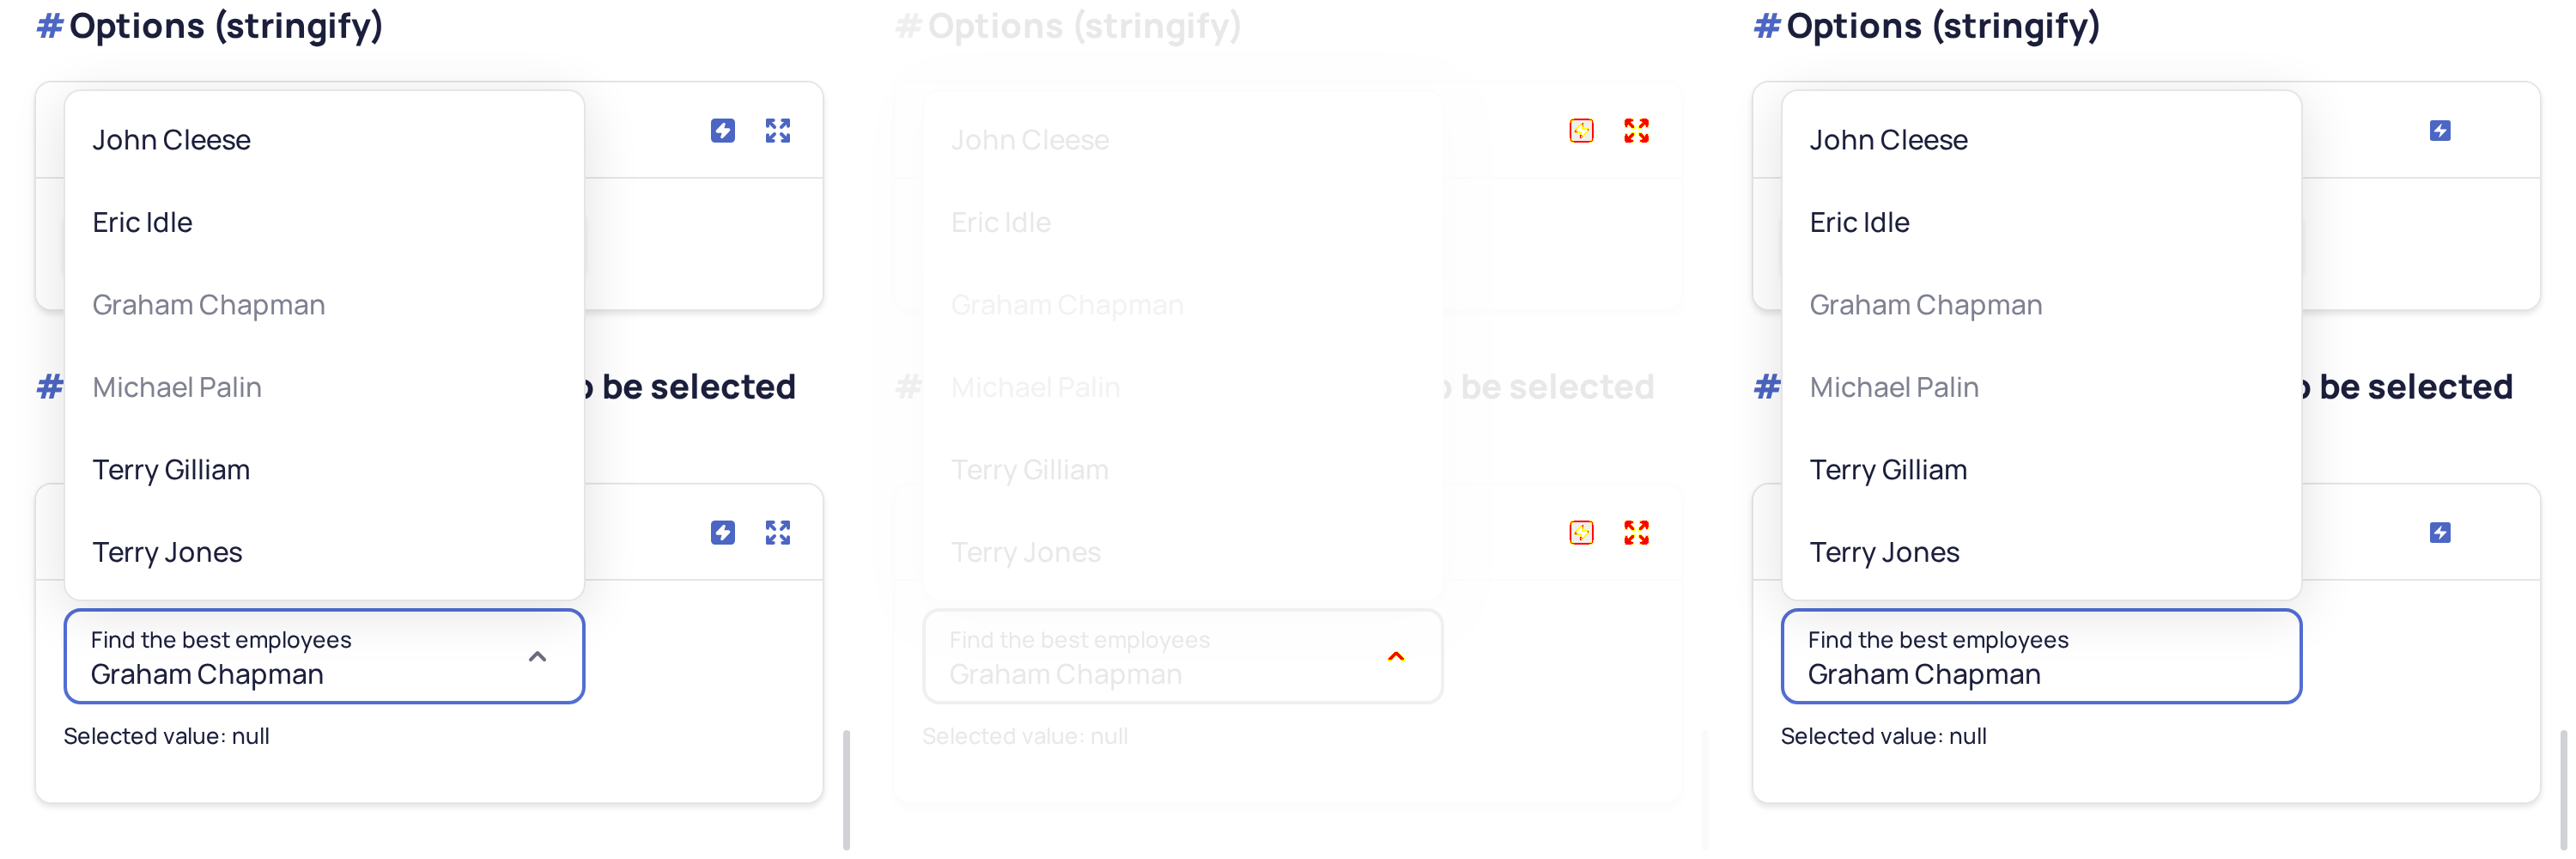 # Options (stringify)
John Cleese
Eric Idle
Graham Chapman
Michael Palin
# be selected
Terry Gilliam
Terry Jones
Find the best employees
Graham Chapman
Selected value: null
# Options (stringify)
John Cleese
Eric Idle
Graham Chapman
Michael Palin
# be selected
Terry Gilliam
Terry Jones
Find the best employees
Graham Chapman
Selected value: null
# Options (stringify)
John Cleese
Eric Idle
Graham Chapman
Michael Palin
# be selected
Terry Gilliam
Terry Jones
Find the best employees
Graham Chapman
Selected value: null